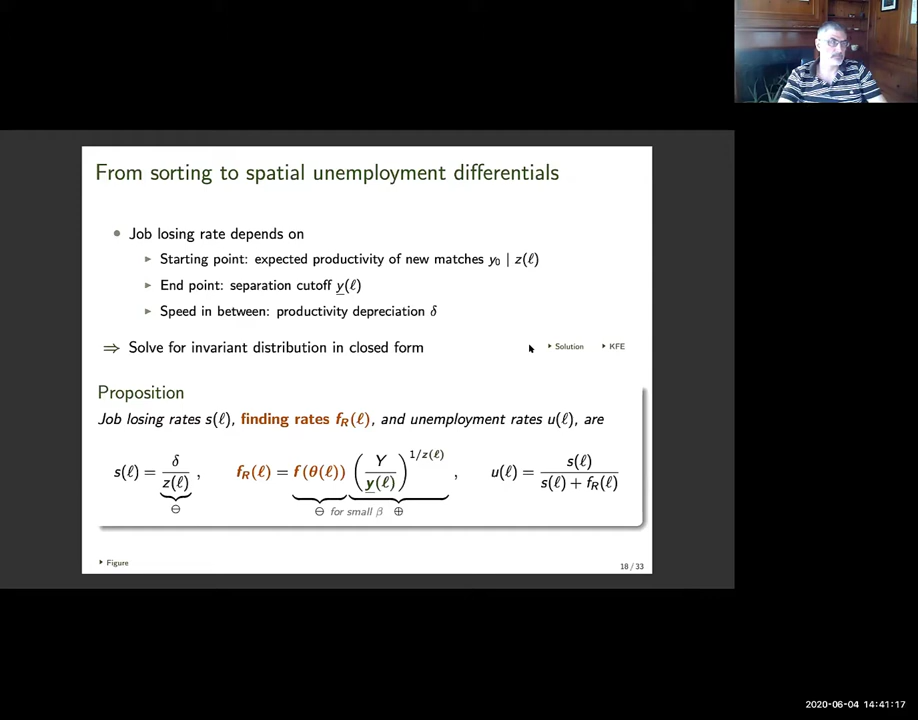 From sorting to spatial unemployment differentials
● Job losing rate depends on
▶ Starting point: expected productivity of new matches y₀ | z(ℓ)
▶ End point: separation cutoff y̲(ℓ)
▶ Speed in between: productivity depreciation δ
⇒ Solve for invariant distribution in closed form ▶ Solution ▶ KFE
Proposition
Job losing rates s(ℓ), finding rates f_R(ℓ), and unemployment rates u(ℓ), are
s(ℓ) = δ / z(ℓ) , f_R(ℓ) = f(θ(ℓ)) (Y / y̲(ℓ))^{1/z(ℓ)} , u(ℓ) = s(ℓ) / (s(ℓ) + f_R(ℓ))
⊖ ⊖ for small β ⊕
▶ Figure 18 / 33
2020-06-04 14:41:17